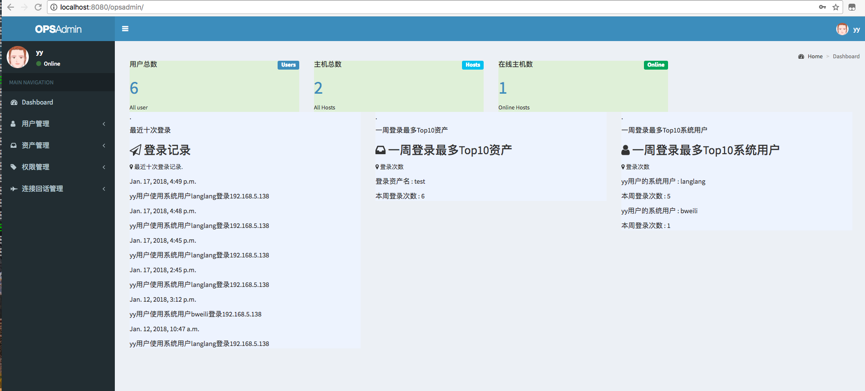 localhost:8080/opsadmin/
OPSAdmin
yy
yy
Online
MAIN NAVIGATION
Dashboard
用户管理
资产管理
权限管理
连接回话管理
Home > Dashboard
用户总数 Users
6
All user
主机总数 Hosts
2
All Hosts
在线主机数 Online
1
Online Hosts
最近十次登录
登录记录
最近十次登录记录.
Jan. 17, 2018, 4:49 p.m.
yy用户使用系统用户langlang登录192.168.5.138
Jan. 17, 2018, 4:48 p.m.
yy用户使用系统用户langlang登录192.168.5.138
Jan. 17, 2018, 4:45 p.m.
yy用户使用系统用户langlang登录192.168.5.138
Jan. 17, 2018, 2:45 p.m.
yy用户使用系统用户langlang登录192.168.5.138
Jan. 12, 2018, 3:12 p.m.
yy用户使用系统用户bweili登录192.168.5.138
Jan. 12, 2018, 10:47 a.m.
yy用户使用系统用户langlang登录192.168.5.138
一周登录最多Top10资产
一周登录最多Top10资产
登录次数
登录资产名 : test
本周登录次数 : 6
一周登录最多Top10系统用户
一周登录最多Top10系统用户
登录次数
yy用户的系统用户 : langlang
本周登录次数 : 5
yy用户的系统用户 : bweili
本周登录次数 : 1